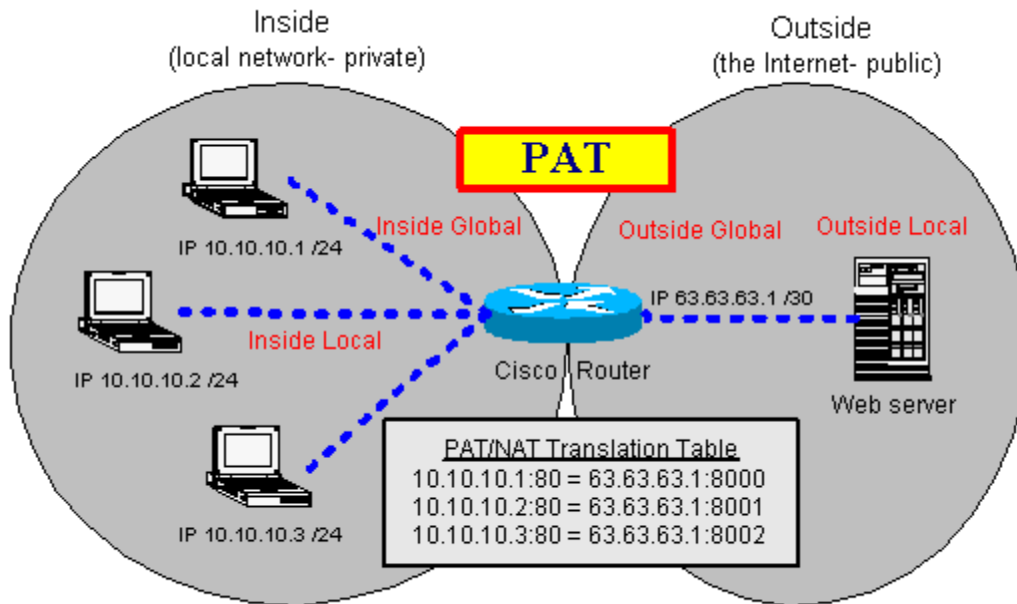 Inside
(local network- private)
Outside
(the Internet- public)
PAT
Inside Global
Outside Global
Outside Local
IP 10.10.10.1 /24
IP 63.63.63.1 /30
Inside Local
IP 10.10.10.2 /24
Cisco Router
Web server
IP 10.10.10.3 /24
PAT/NAT Translation Table
10.10.10.1:80 = 63.63.63.1:8000
10.10.10.2:80 = 63.63.63.1:8001
10.10.10.3:80 = 63.63.63.1:8002